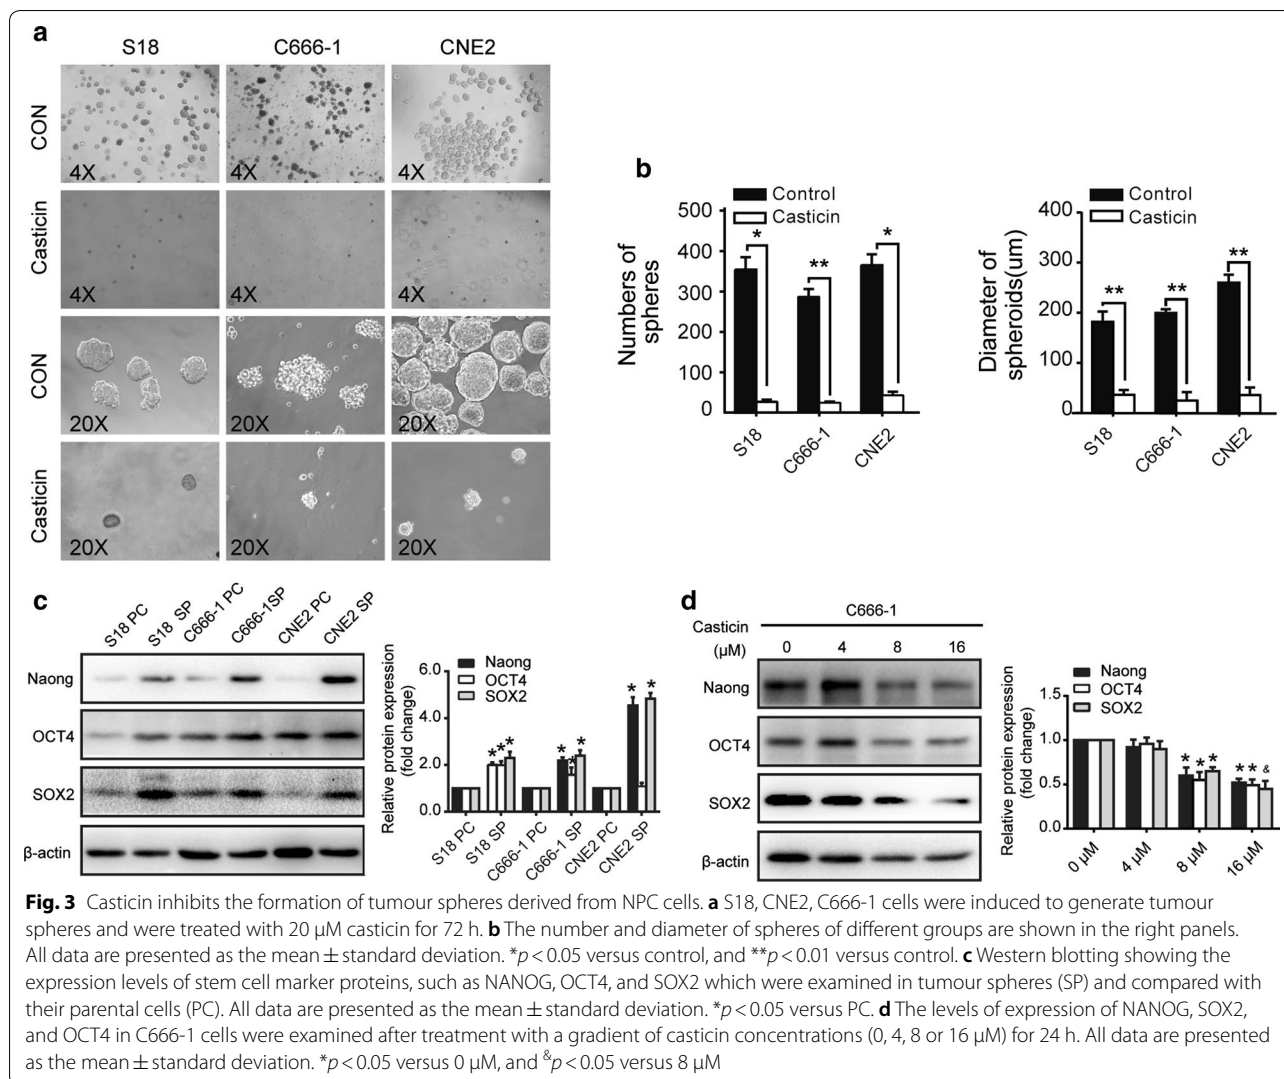 a
S18 C666-1 CNE2
CON
4X 4X 4X
Casticin
4X 4X 4X
CON
20X 20X 20X
Casticin
20X 20X 20X
b
Control
Casticin
Numbers of
spheres
500
400
300
200
100
0
* ** *
S18 C666-1 CNE2
Control
Casticin
Diameter of
spheroids(um)
400
300
200
100
0
** ** **
S18 C666-1 CNE2
c
S18 PC S18 SP C666-1 PC C666-1SP CNE2 PC CNE2 SP
Naong
OCT4
SOX2
β-actin
Relative protein expression
(fold change)
6.0
4.0
2.0
0.0
Naong
OCT4
SOX2
* * * * * * * *
S18 PC S18 SP C666-1 PC C666-1 SP CNE2 PC CNE2 SP
d
C666-1
Casticin
(μM) 0 4 8 16
Naong
OCT4
SOX2
β-actin
Relative protein expression
(fold change)
1.5
1.0
0.5
0.0
Naong
OCT4
SOX2
* * * * * &
0 μM 4 μM 8 μM 16 μM
Fig. 3 Casticin inhibits the formation of tumour spheres derived from NPC cells. a S18, CNE2, C666-1 cells were induced to generate tumour
spheres and were treated with 20 μM casticin for 72 h. b The number and diameter of spheres of different groups are shown in the right panels.
All data are presented as the mean ± standard deviation. *p < 0.05 versus control, and **p < 0.01 versus control. c Western blotting showing the
expression levels of stem cell marker proteins, such as NANOG, OCT4, and SOX2 which were examined in tumour spheres (SP) and compared with
their parental cells (PC). All data are presented as the mean ± standard deviation. *p < 0.05 versus PC. d The levels of expression of NANOG, SOX2,
and OCT4 in C666-1 cells were examined after treatment with a gradient of casticin concentrations (0, 4, 8 or 16 μM) for 24 h. All data are presented
as the mean ± standard deviation. *p < 0.05 versus 0 μM, and &p < 0.05 versus 8 μM